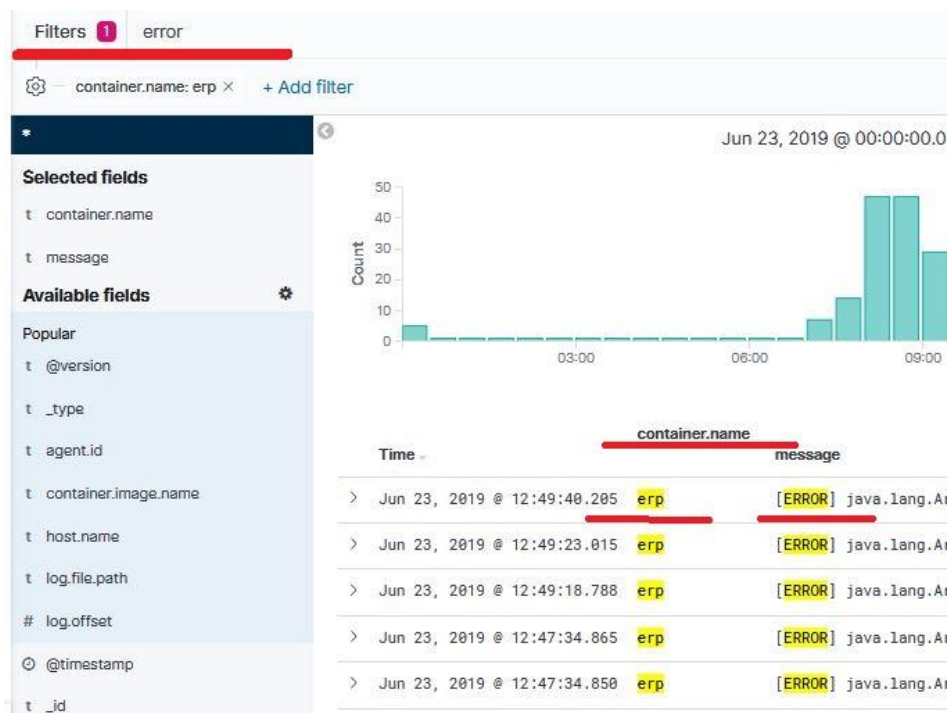 Filters 1 error
container.name: erp × + Add filter
*
Jun 23, 2019 @ 00:00:00.0
Selected fields
t container.name
t message
Available fields
Popular
t @version
t _type
t agent.id
t container.image.name
t host.name
t log.file.path
# log.offset
@timestamp
t _id
Count
50
40
30
20
10
0
03:00 06:00 09:00
Time container.name message
> Jun 23, 2019 @ 12:49:40.205 erp [ERROR] java.lang.Ar
> Jun 23, 2019 @ 12:49:23.015 erp [ERROR] java.lang.Ar
> Jun 23, 2019 @ 12:49:18.788 erp [ERROR] java.lang.Ar
> Jun 23, 2019 @ 12:47:34.865 erp [ERROR] java.lang.Ar
> Jun 23, 2019 @ 12:47:34.850 erp [ERROR] java.lang.Ar